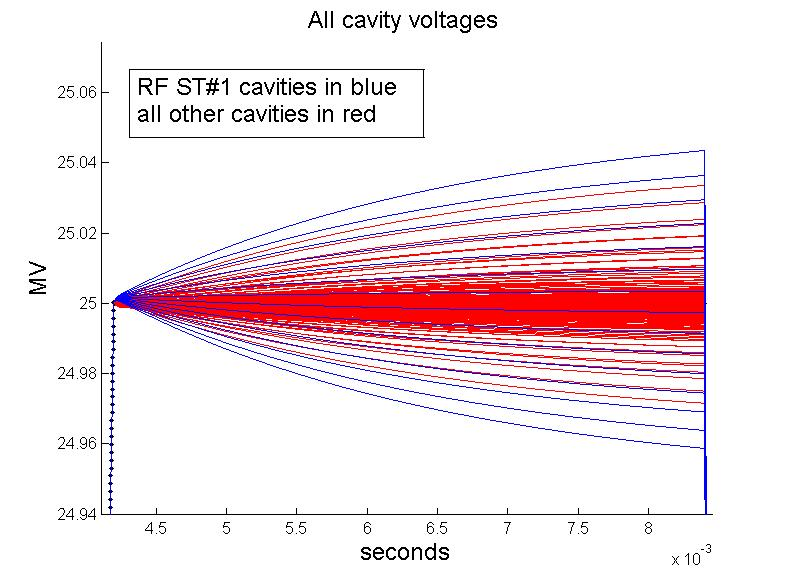 All cavity voltages
RF ST#1 cavities in blue
all other cavities in red
MV
25.06
25.04
25.02
25
24.98
24.96
24.94
4.5 5 5.5 6 6.5 7 7.5 8
seconds
x 10-3